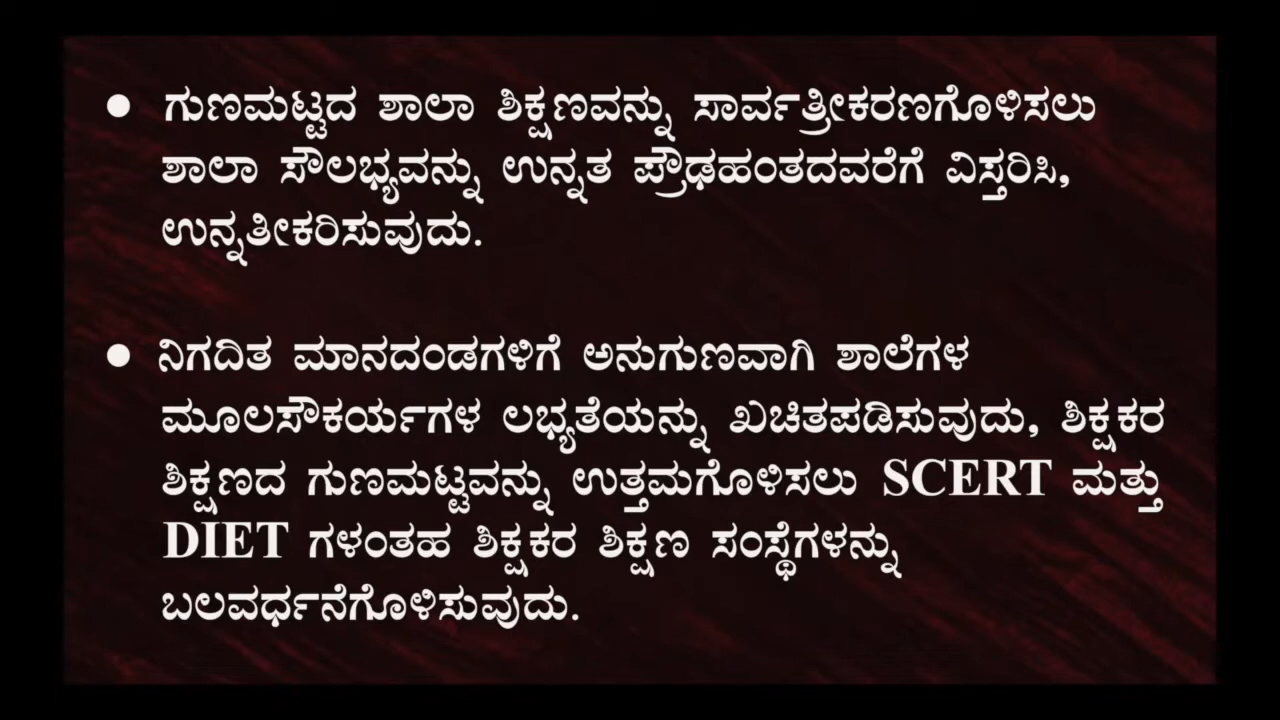 • ಗುಣಮಟ್ಟದ ಶಾಲಾ ಶಿಕ್ಷಣವನ್ನು ಸಾರ್ವತ್ರೀಕರಣಗೊಳಿಸಲು
ಶಾಲಾ ಸೌಲಭ್ಯವನ್ನು ಉನ್ನತ ಪ್ರೌಢಹಂತದವರೆಗೆ ವಿಸ್ತರಿಸಿ,
ಉನ್ನತೀಕರಿಸುವುದು.
• ನಿಗದಿತ ಮಾನದಂಡಗಳಿಗೆ ಅನುಗುಣವಾಗಿ ಶಾಲೆಗಳ
ಮೂಲಸೌಕರ್ಯಗಳ ಲಭ್ಯತೆಯನ್ನು ಖಚಿತಪಡಿಸುವುದು, ಶಿಕ್ಷಕರ
ಶಿಕ್ಷಣದ ಗುಣಮಟ್ಟವನ್ನು ಉತ್ತಮಗೊಳಿಸಲು SCERT ಮತ್ತು
DIET ಗಳಂತಹ ಶಿಕ್ಷಕರ ಶಿಕ್ಷಣ ಸಂಸ್ಥೆಗಳನ್ನು
ಬಲವರ್ಧನೆಗೊಳಿಸುವುದು.